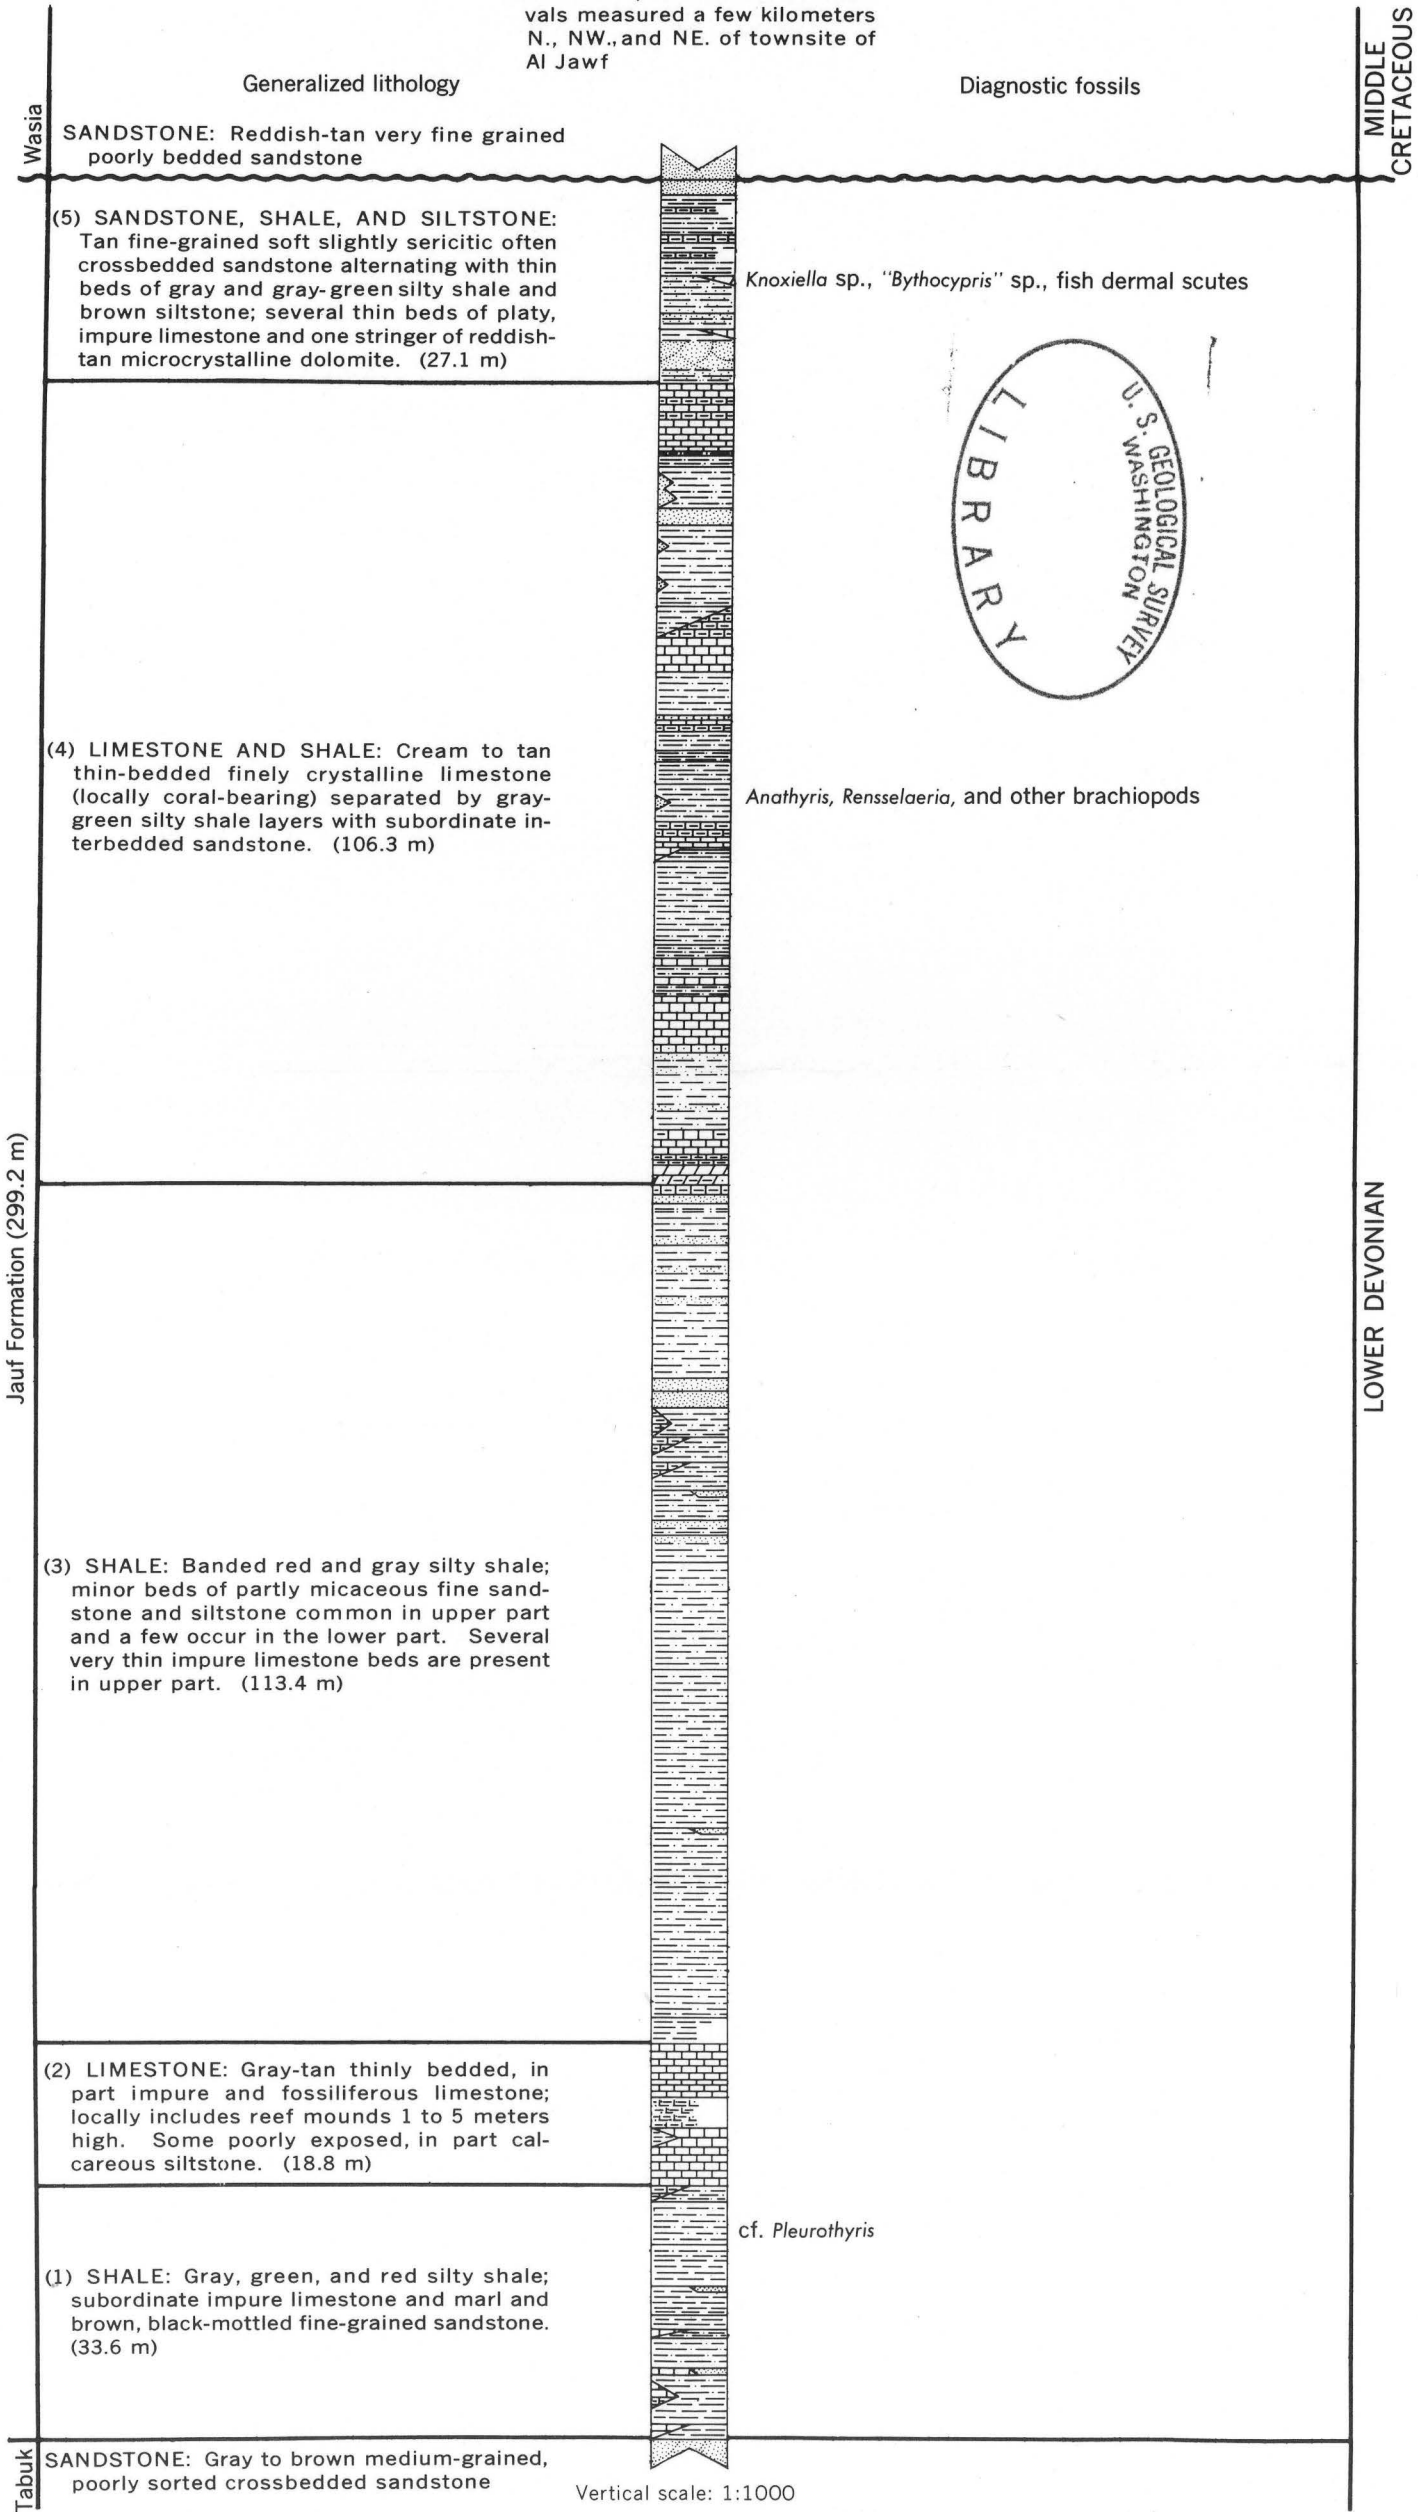 vals measured a few kilometers
N., NW., and NE. of townsite of
Al Jawf
Generalized lithology
Diagnostic fossils
Wasia
MIDDLE
CRETACEOUS
SANDSTONE: Reddish-tan very fine grained
poorly bedded sandstone
(5) SANDSTONE, SHALE, AND SILTSTONE:
Tan fine-grained soft slightly sericitic often
crossbedded sandstone alternating with thin
beds of gray and gray-green silty shale and
brown siltstone; several thin beds of platy,
impure limestone and one stringer of reddish-
tan microcrystalline dolomite. (27.1 m)
Knoxiella sp., "Bythocypris" sp., fish dermal scutes
U. S. GEOLOGICAL SURVEY
WASHINGTON
LIBRARY
(4) LIMESTONE AND SHALE: Cream to tan
thin-bedded finely crystalline limestone
(locally coral-bearing) separated by gray-
green silty shale layers with subordinate in-
terbedded sandstone. (106.3 m)
Anathyris, Rensselaeria, and other brachiopods
Jauf Formation (299.2 m)
LOWER DEVONIAN
(3) SHALE: Banded red and gray silty shale;
minor beds of partly micaceous fine sand-
stone and siltstone common in upper part
and a few occur in the lower part. Several
very thin impure limestone beds are present
in upper part. (113.4 m)
(2) LIMESTONE: Gray-tan thinly bedded, in
part impure and fossiliferous limestone;
locally includes reef mounds 1 to 5 meters
high. Some poorly exposed, in part cal-
careous siltstone. (18.8 m)
cf. Pleurothyris
(1) SHALE: Gray, green, and red silty shale;
subordinate impure limestone and marl and
brown, black-mottled fine-grained sandstone.
(33.6 m)
Tabuk
SANDSTONE: Gray to brown medium-grained,
poorly sorted crossbedded sandstone
Vertical scale: 1:1000